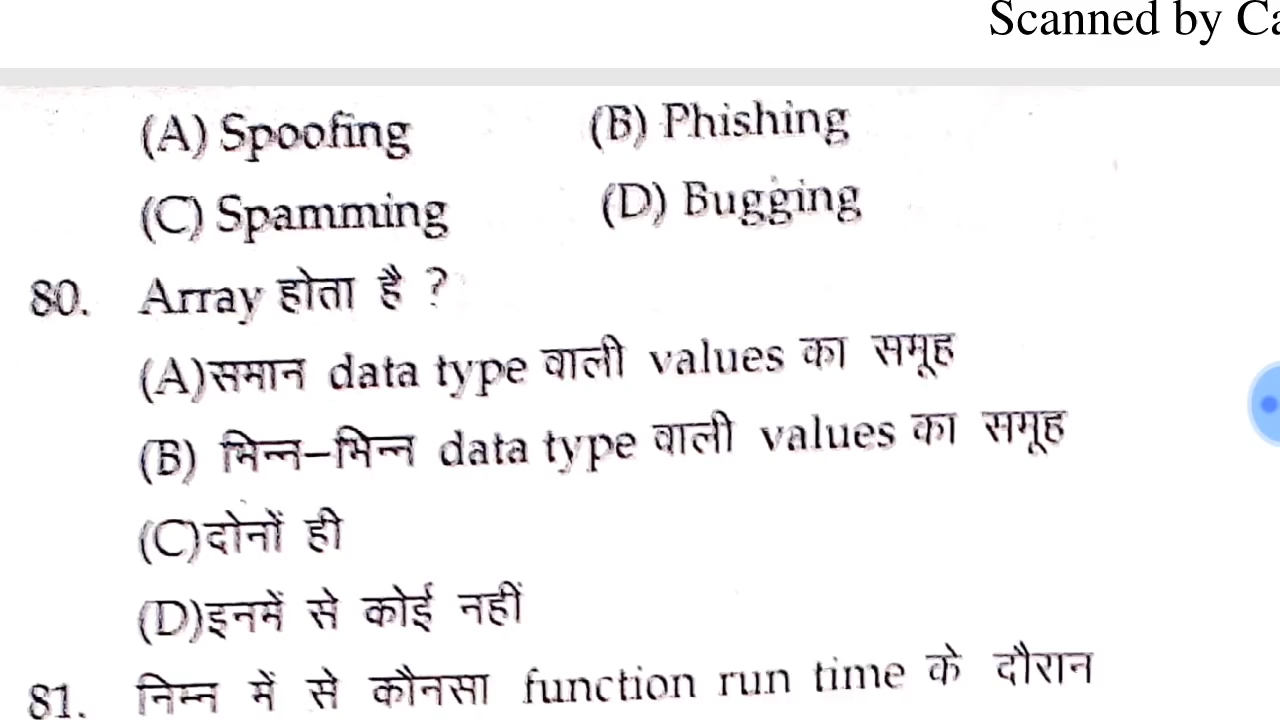 Scanned by Ca
(A) Spoofing (B) Phishing
(C) Spamming (D) Bugging
80. Array होता है ?
(A)समान data type वाली values का समूह
(B) भिन्न–भिन्न data type वाली values का समूह
(C)दोनों ही
(D)इनमें से कोई नहीं
81. निम्न में से कौनसा function run time के दौरान